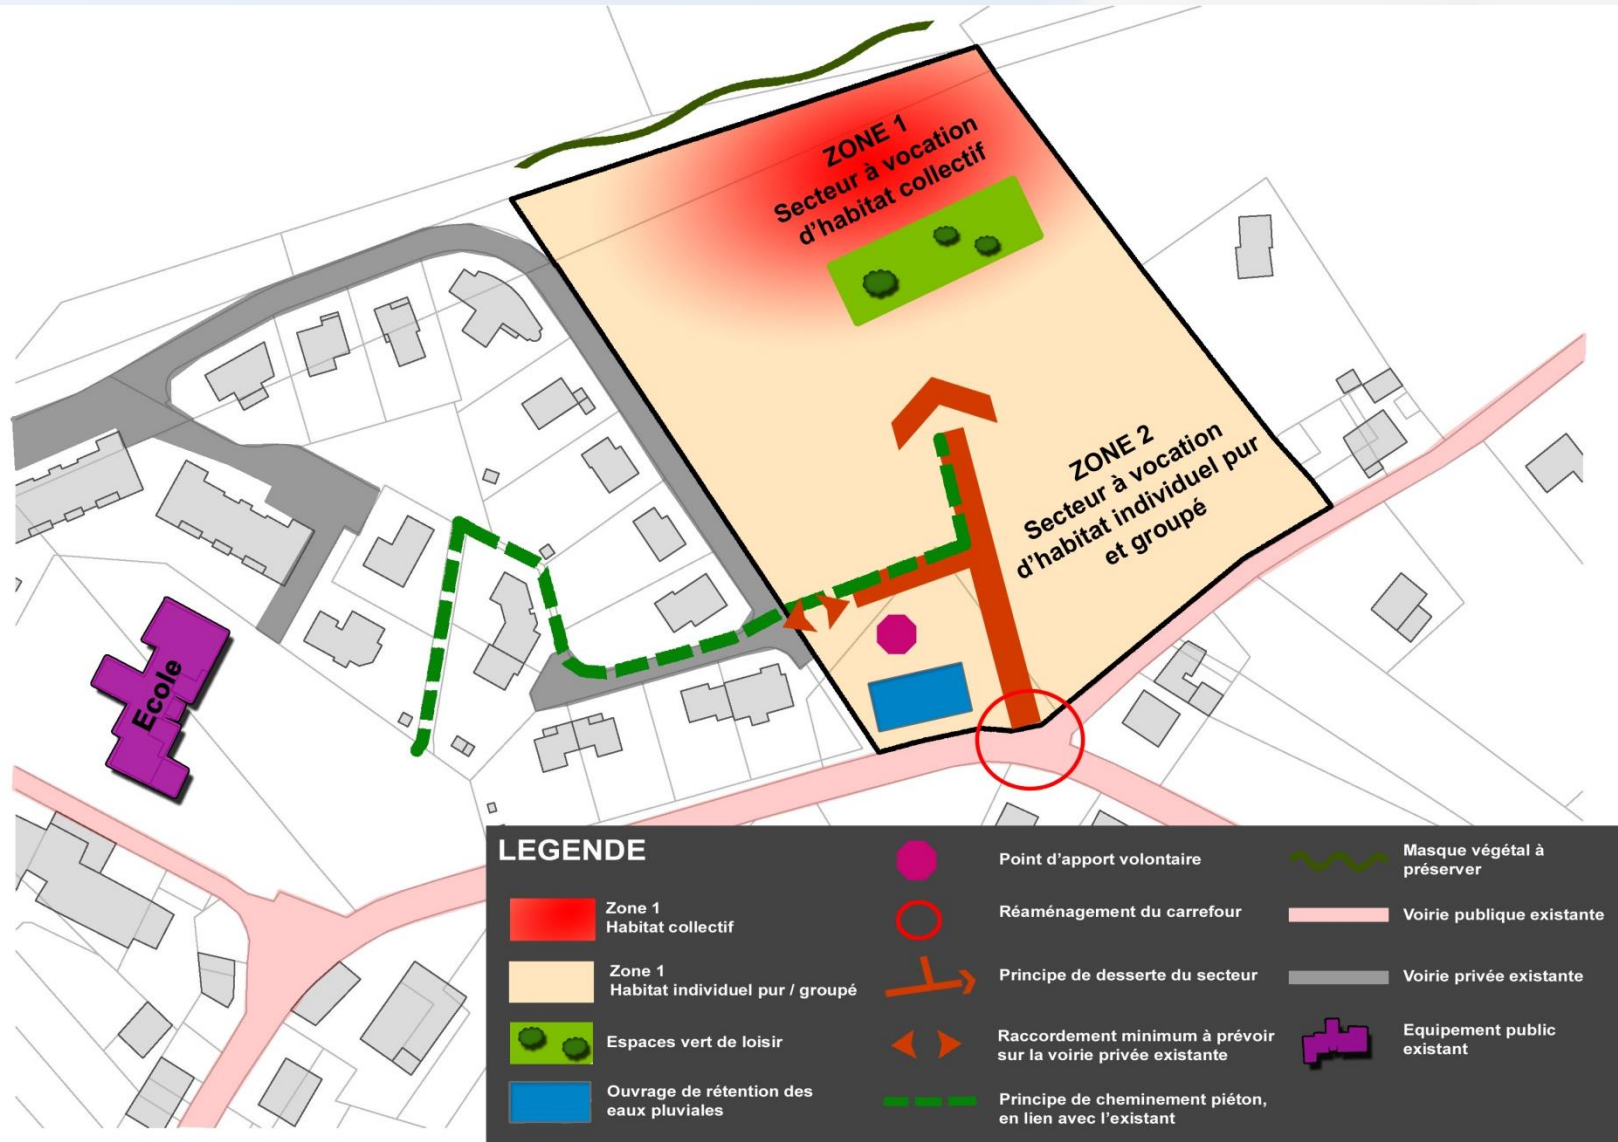 ZONE 1
Secteur à vocation
d'habitat collectif
ZONE 2
Secteur à vocation
d'habitat individuel pur
et groupé
Ecole
LEGENDE
Zone 1
Habitat collectif
Zone 1
Habitat individuel pur / groupé
Espaces vert de loisir
Ouvrage de rétention des
eaux pluviales
Point d'apport volontaire
Réaménagement du carrefour
Principe de desserte du secteur
Raccordement minimum à prévoir
sur la voirie privée existante
Principe de cheminement piéton,
en lien avec l'existant
Masque végétal à
préserver
Voirie publique existante
Voirie privée existante
Equipement public
existant